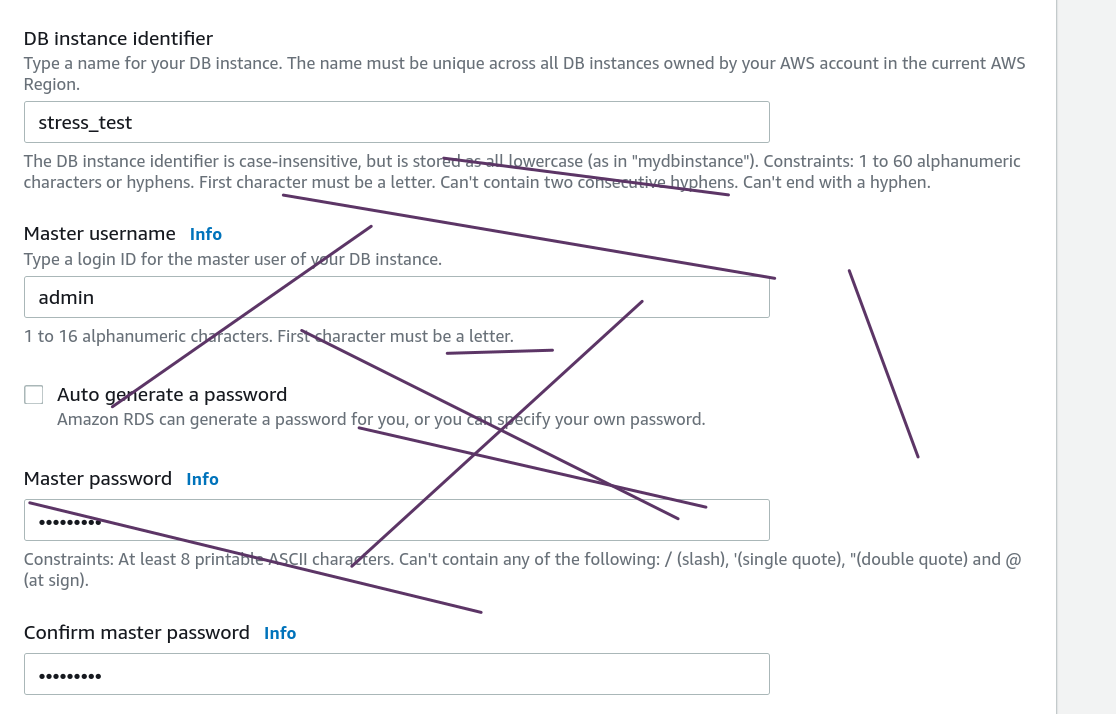 DB instance identifier
Type a name for your DB instance. The name must be unique across all DB instances owned by your AWS account in the current AWS
Region.
stress_test
The DB instance identifier is case-insensitive, but is stored as all lowercase (as in "mydbinstance"). Constraints: 1 to 60 alphanumeric
characters or hyphens. First character must be a letter. Can't contain two consecutive hyphens. Can't end with a hyphen.
Master username Info
Type a login ID for the master user of your DB instance.
admin
1 to 16 alphanumeric characters. First character must be a letter.
Auto generate a password
Amazon RDS can generate a password for you, or you can specify your own password.
Master password Info
•••••••••
Constraints: At least 8 printable ASCII characters. Can't contain any of the following: / (slash), '(single quote), "(double quote) and @
(at sign).
Confirm master password Info
•••••••••